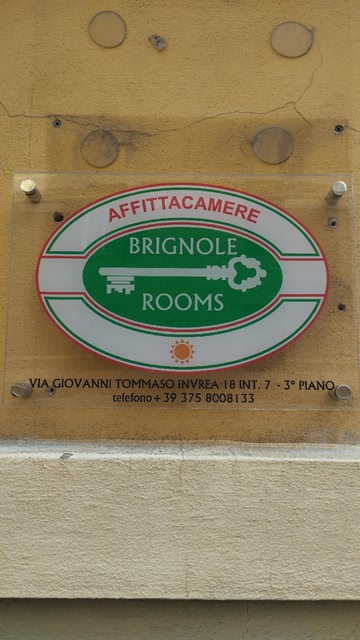 AFFITTACAMERE
BRIGNOLE
ROOMS
VIA GIOVANNI TOMMASO INVREA 18 INT. 7 - 3° PIANO
telefono + 39 375 8008133